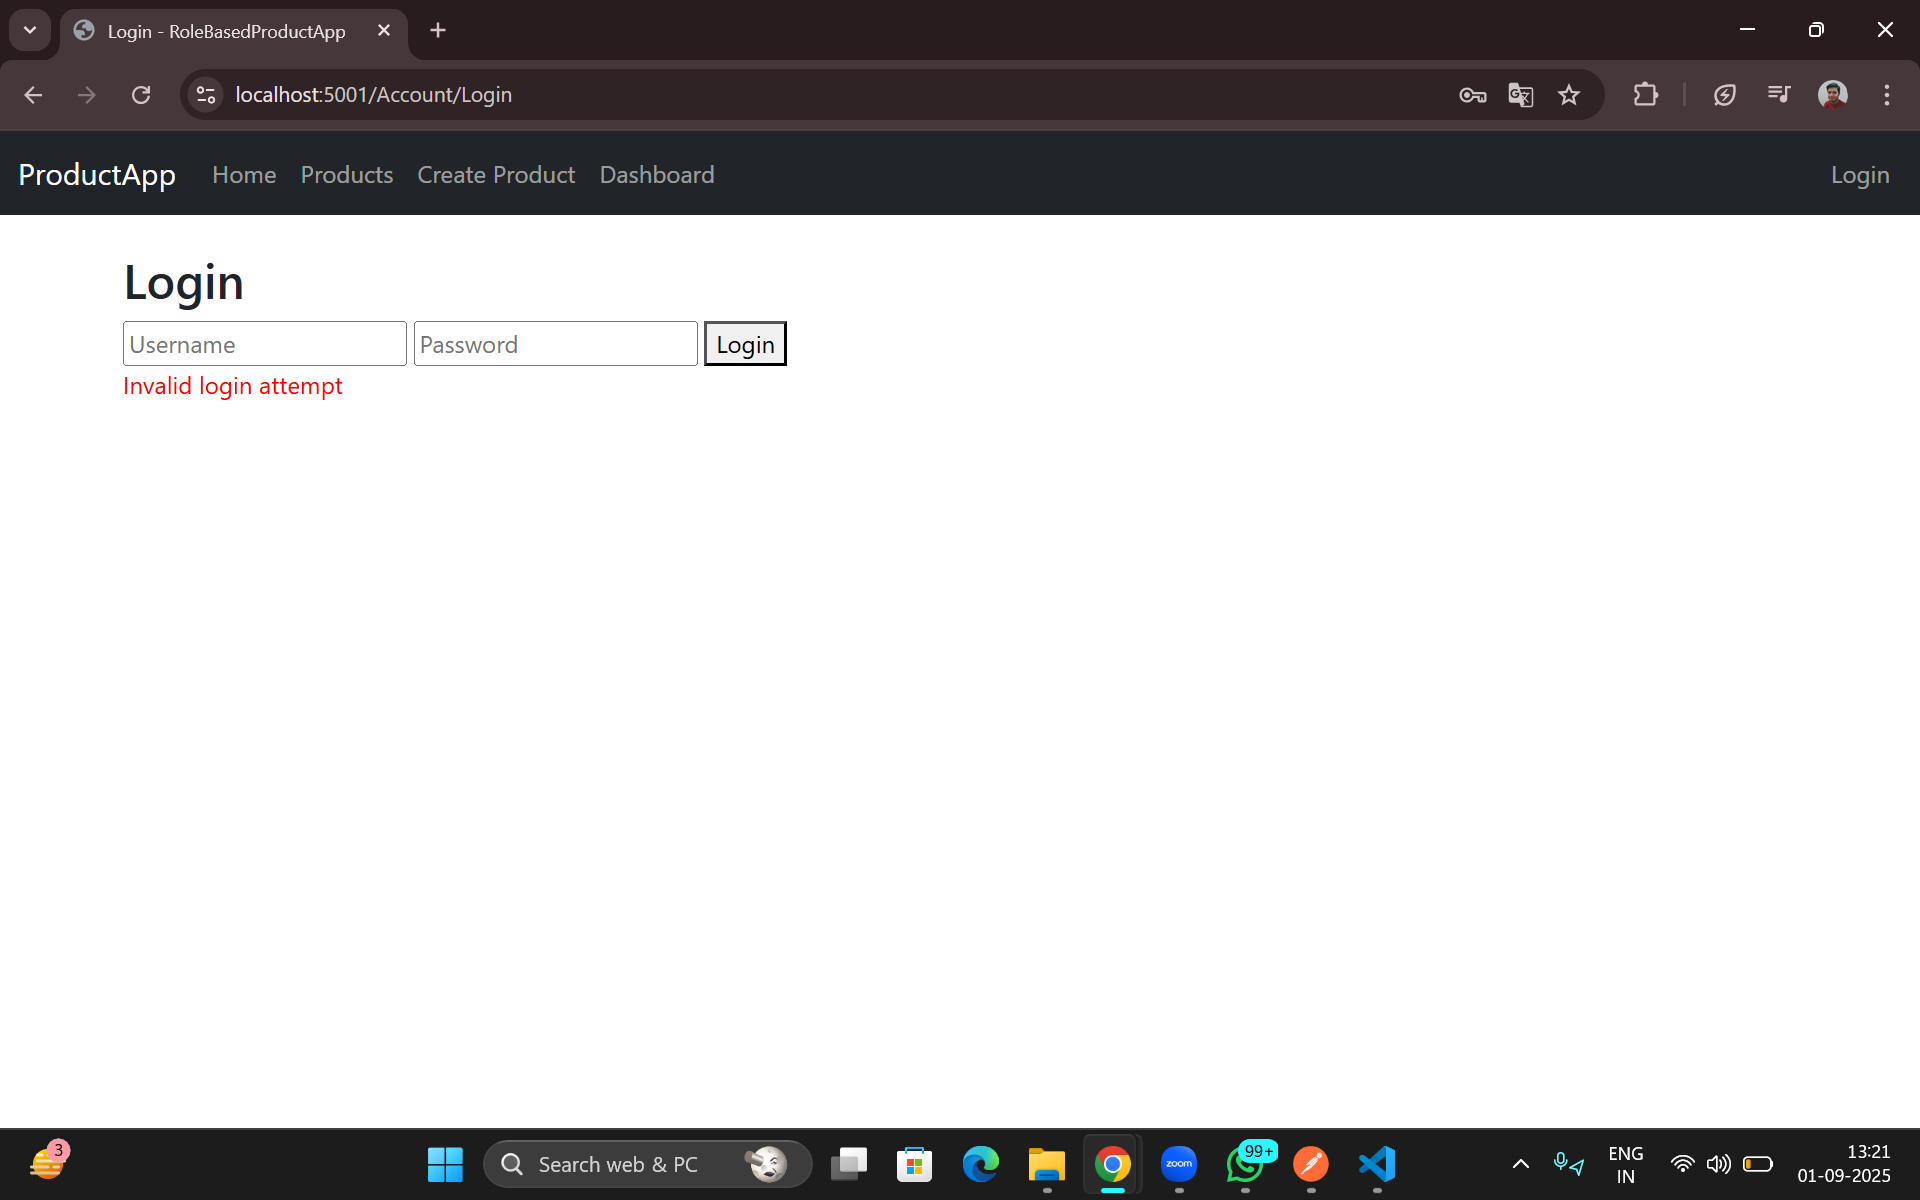 Login - RoleBasedProductApp
localhost:5001/Account/Login
ProductApp Home Products Create Product Dashboard Login
Login
Username Password Login
Invalid login attempt
3
Search web & PC
zoom
99+
ENG
IN
13:21
01-09-2025